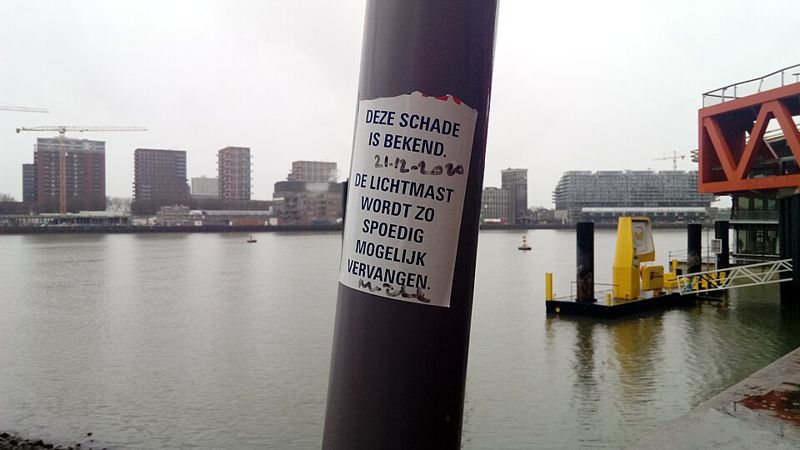 DEZE SCHADE
IS BEKEND.
21-12-2020
DE LICHTMAST
WORDT ZO
SPOEDIG
MOGELIJK
VERVANGEN.